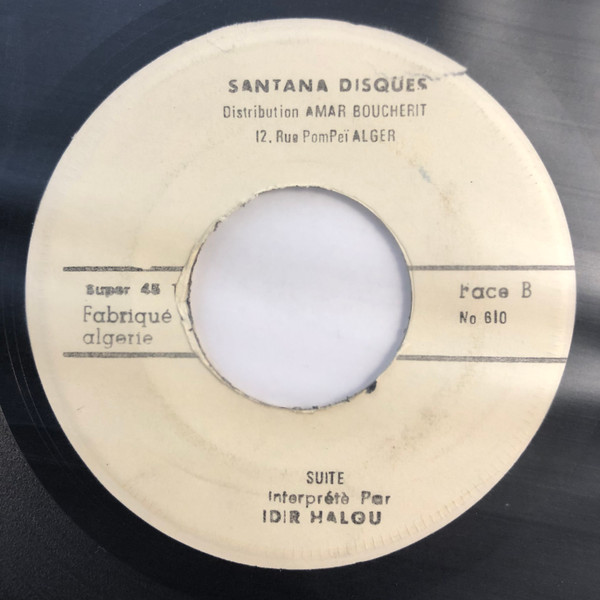 SANTANA DISQUES
Distribution AMAR BOUCHERIT
12. Rue PomPeï ALGER
Super 45
Fabriqué
algerie
Face B
No 610
SUITE
Interprétè Par
IDIR HALOU